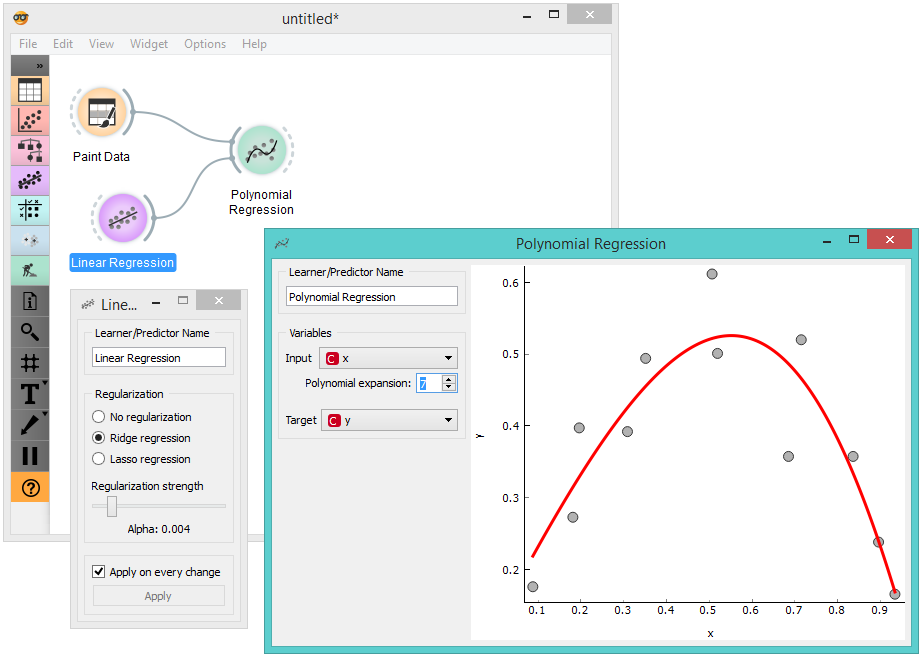 untitled*
File Edit View Widget Options Help
»
Paint Data
Polynomial
Regression
Linear Regression
Line...
Learner/Predictor Name
Linear Regression
Regularization
No regularization
Ridge regression
Lasso regression
Regularization strength
Alpha: 0.004
Apply on every change
Apply
Polynomial Regression
Learner/Predictor Name
Polynomial Regression
Variables
Input C x
Polynomial expansion: 7
Target C y
0.6
0.5
0.4
0.3
0.2
y
0.1 0.2 0.3 0.4 0.5 0.6 0.7 0.8 0.9
x